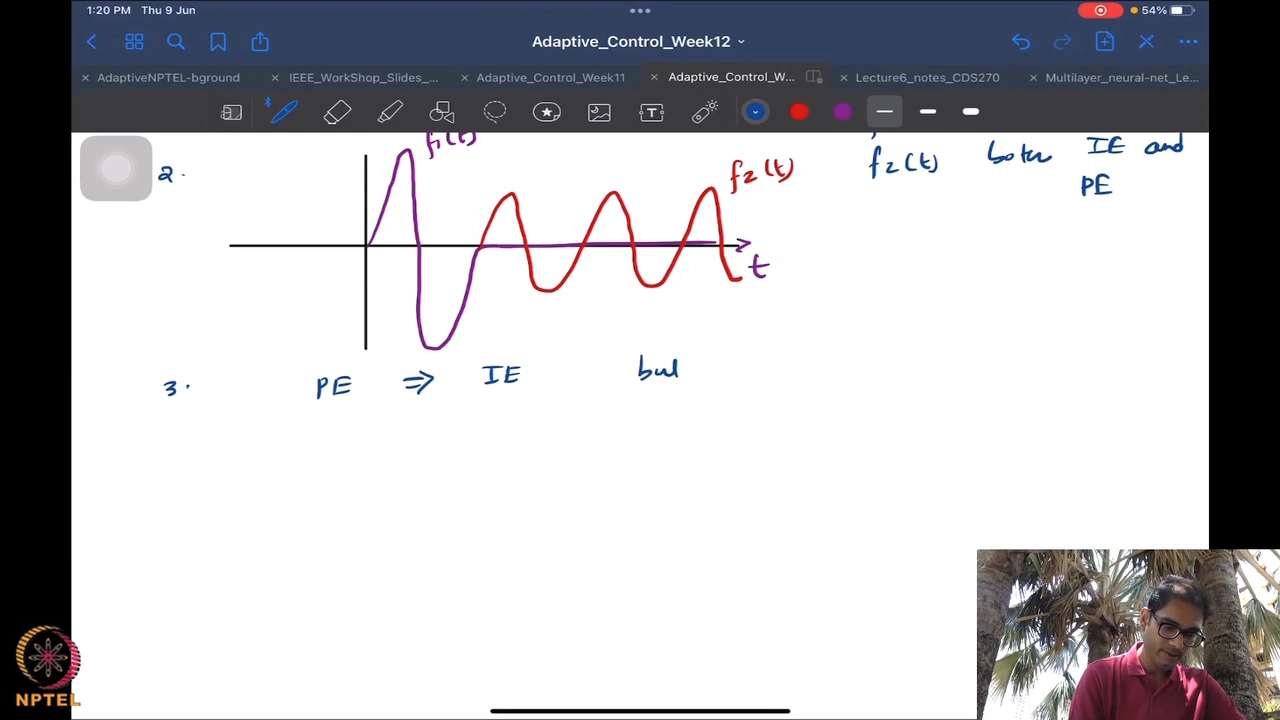 1:20 PM Thu 9 Jun
54%
Adaptive_Control_Week12
AdaptiveNPTEL-bground
IEEE_WorkShop_Slides_...
Adaptive_Control_Week11
Adaptive_Control_W...
Lecture6_notes_CDS270
Multilayer_neural-net_Le...
f1(t)
2.
f2(t)
f2(t) both IE and
PE
t
3. PE ⇒ IE but
NPTEL